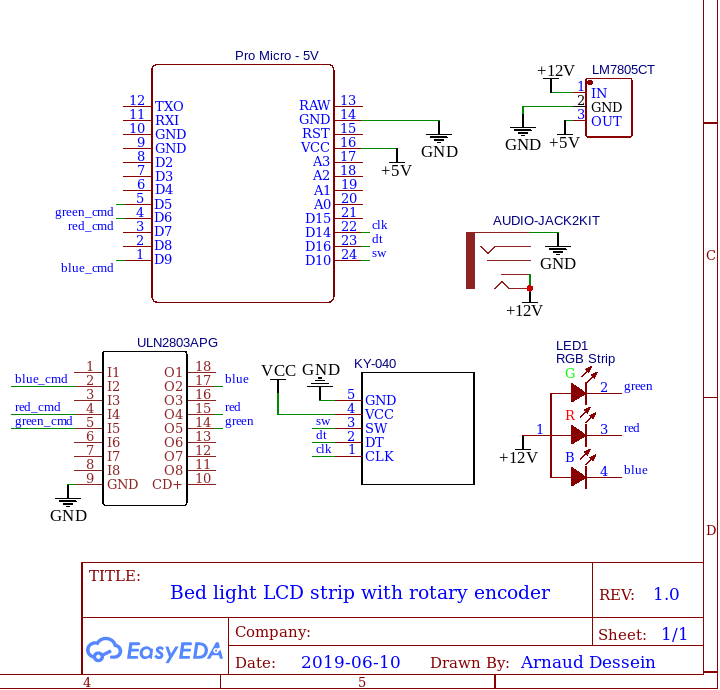 Pro Micro - 5V
12 TXO RAW 13
11 RXI GND 14
10 GND RST 15
9 GND VCC 16
8 D2 A3 17
7 D3 A2 18
6 D4 A1 19
5 D5 A0 20
green_cmd 4 D6 D15 21
red_cmd 3 D7 D14 22 clk
2 D8 D16 23 dt
blue_cmd 1 D9 D10 24 sw
GND
+5V
LM7805CT
+12V
1 IN
2 GND
3 OUT
GND
+5V
AUDIO-JACK2KIT
GND
+12V
ULN2803APG
1 I1 O1 18
blue_cmd 2 I2 O2 17 blue
3 I3 O3 16
red_cmd 4 I4 O4 15 red
green_cmd 5 I5 O5 14 green
6 I6 O6 13
7 I7 O7 12
8 I8 O8 11
9 GND CD+ 10
GND
KY-040
VCC GND
5 GND
4 VCC
sw 3 SW
dt 2 DT
clk 1 CLK
LED1
RGB Strip
G 2 green
1 R 3 red
+12V
B 4 blue
C
D
TITLE:
Bed light LCD strip with rotary encoder
REV: 1.0
EasyEDA
Company:
Sheet: 1/1
Date: 2019-06-10 Drawn By: Arnaud Dessein
4 5